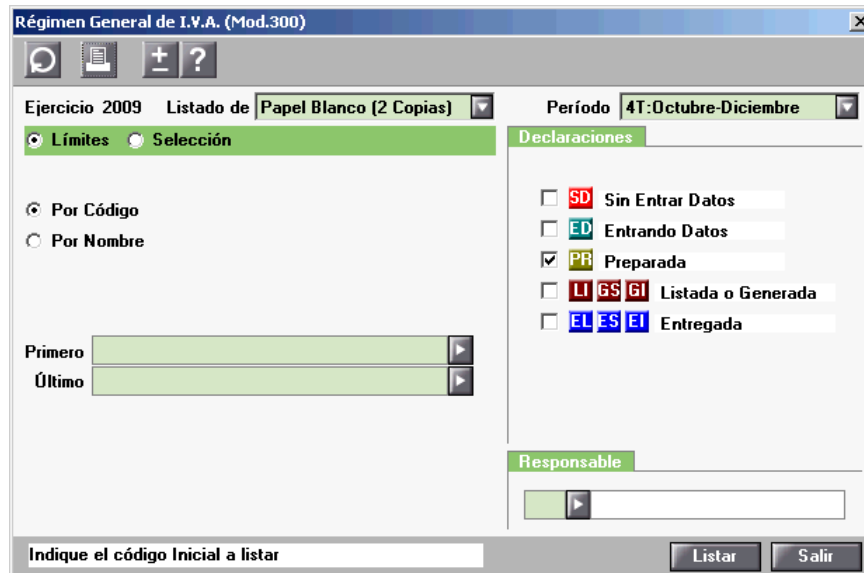 Régimen General de I.V.A. (Mod.300)
Ejercicio 2009 Listado de Papel Blanco (2 Copias) Período 4T:Octubre-Diciembre
Límites Selección
Declaraciones
Por Código
Por Nombre
SD Sin Entrar Datos
ED Entrando Datos
PR Preparada
LI GS GI Listada o Generada
EL ES EI Entregada
Primero
Último
Responsable
Indique el código Inicial a listar
Listar Salir